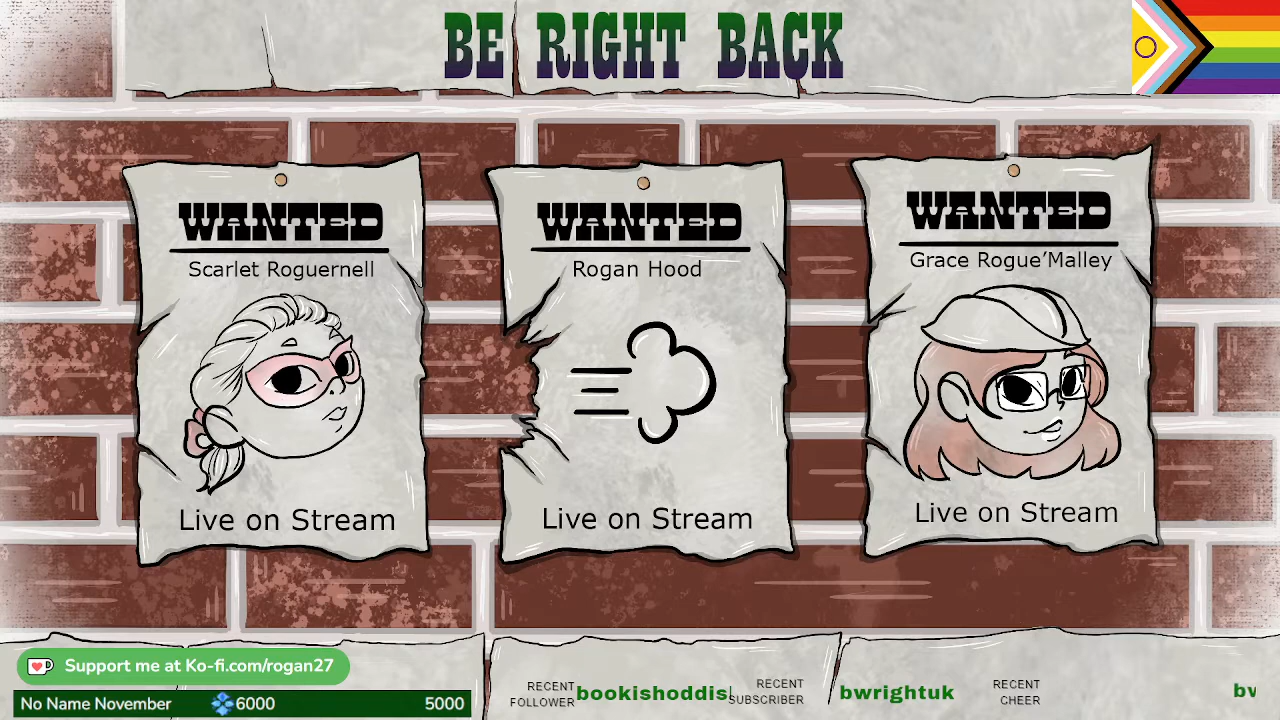 BE RIGHT BACK
WANTED
Scarlet Roguernell
Live on Stream
WANTED
Rogan Hood
Live on Stream
WANTED
Grace Rogue’Malley
Live on Stream
Support me at Ko-fi.com/rogan27
No Name November 6000 5000
RECENT FOLLOWER
bookishoddis
RECENT SUBSCRIBER
bwrightuk
RECENT CHEER
bv